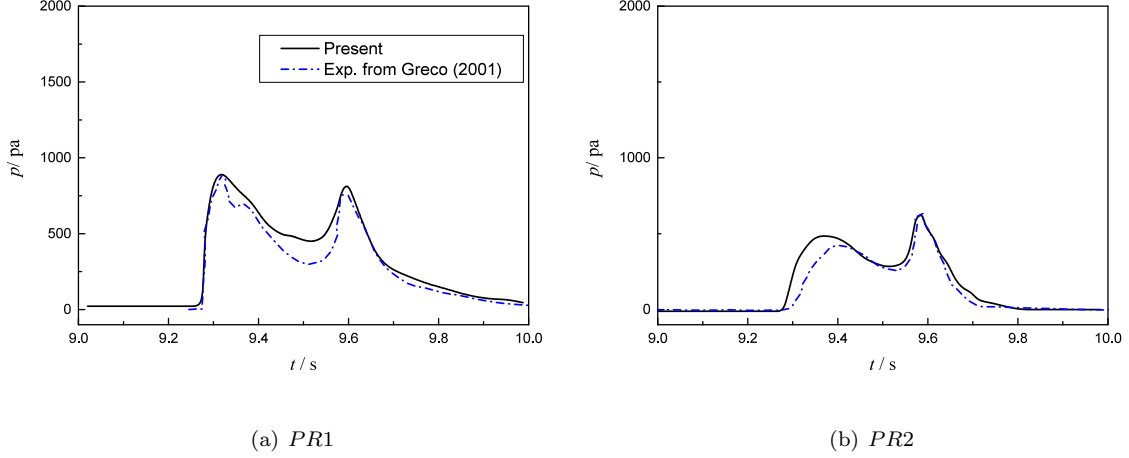 2000
1500
1000
500
0
p/ pa
Present
Exp. from Greco (2001)
9.0 9.2 9.4 9.6 9.8 10.0
t / s
(a) PR1
2000
1000
0
p/ pa
9.0 9.2 9.4 9.6 9.8 10.0
t / s
(b) PR2